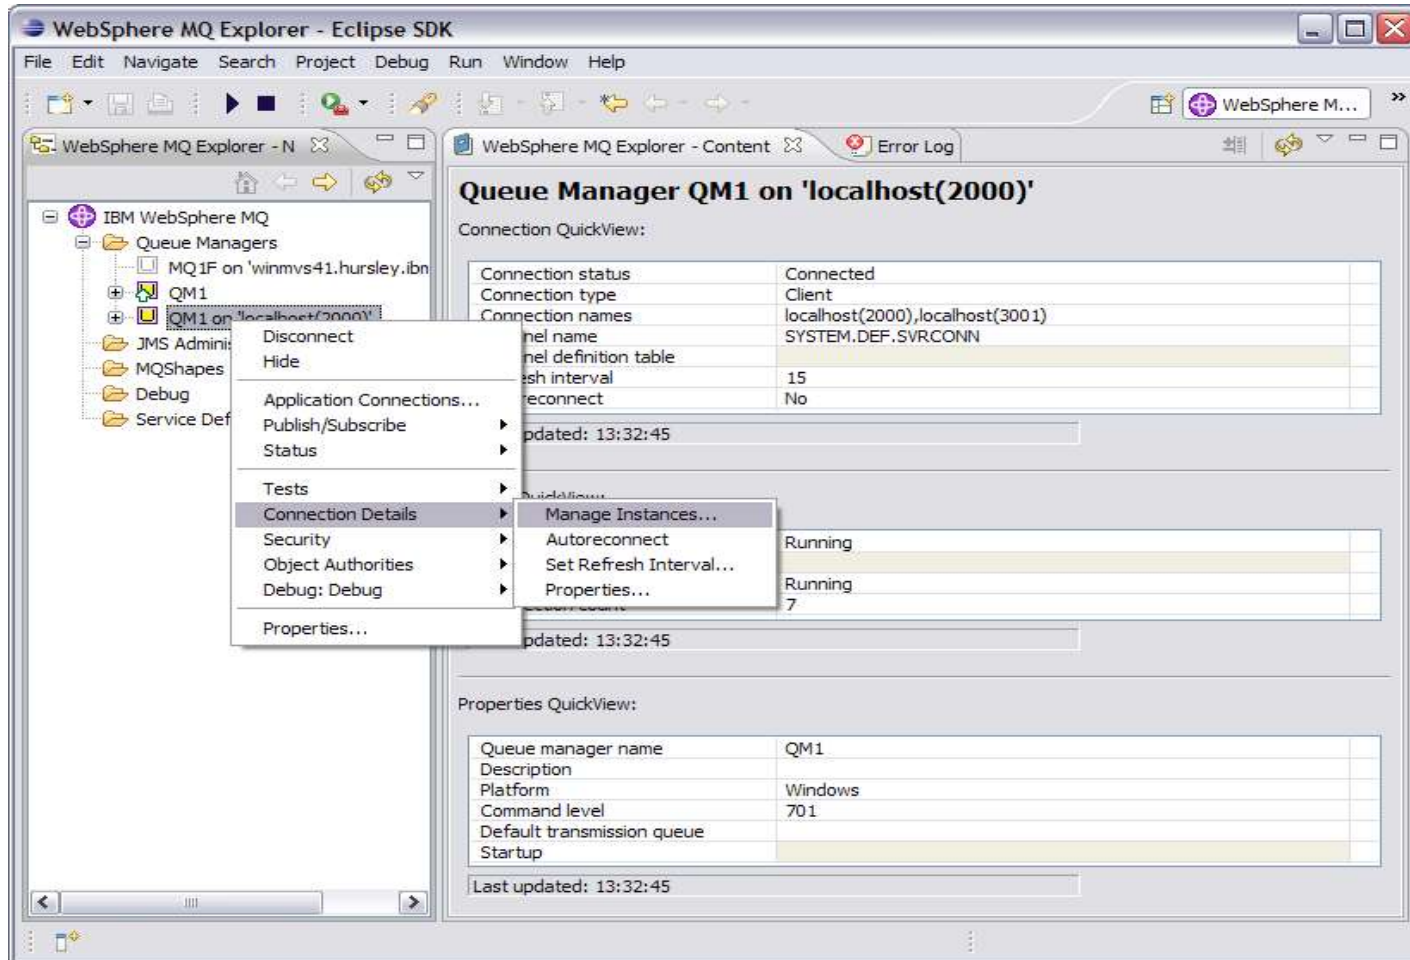 WebSphere MQ Explorer - Eclipse SDK
File Edit Navigate Search Project Debug Run Window Help
WebSphere M...
WebSphere MQ Explorer - N
WebSphere MQ Explorer - Content
Error Log
IBM WebSphere MQ
Queue Managers
MQ1F on 'winmvs41.hursley.ibm
QM1
QM1 on 'localhost(2000)'
JMS Adminis
MQShapes
Debug
Service Def
Disconnect
Hide
Application Connections...
Publish/Subscribe
Status
Tests
Connection Details
Security
Object Authorities
Debug: Debug
Properties...
Manage Instances...
Autoreconnect
Set Refresh Interval...
Properties...
Queue Manager QM1 on 'localhost(2000)'
Connection QuickView:
Connection status Connected
Connection type Client
Connection names localhost(2000),localhost(3001)
nel name SYSTEM.DEF.SVRCONN
nel definition table
esh interval 15
reconnect No
pdated: 13:32:45
QuickView:
Running
Running
7
pdated: 13:32:45
Properties QuickView:
Queue manager name QM1
Description
Platform Windows
Command level 701
Default transmission queue
Startup
Last updated: 13:32:45